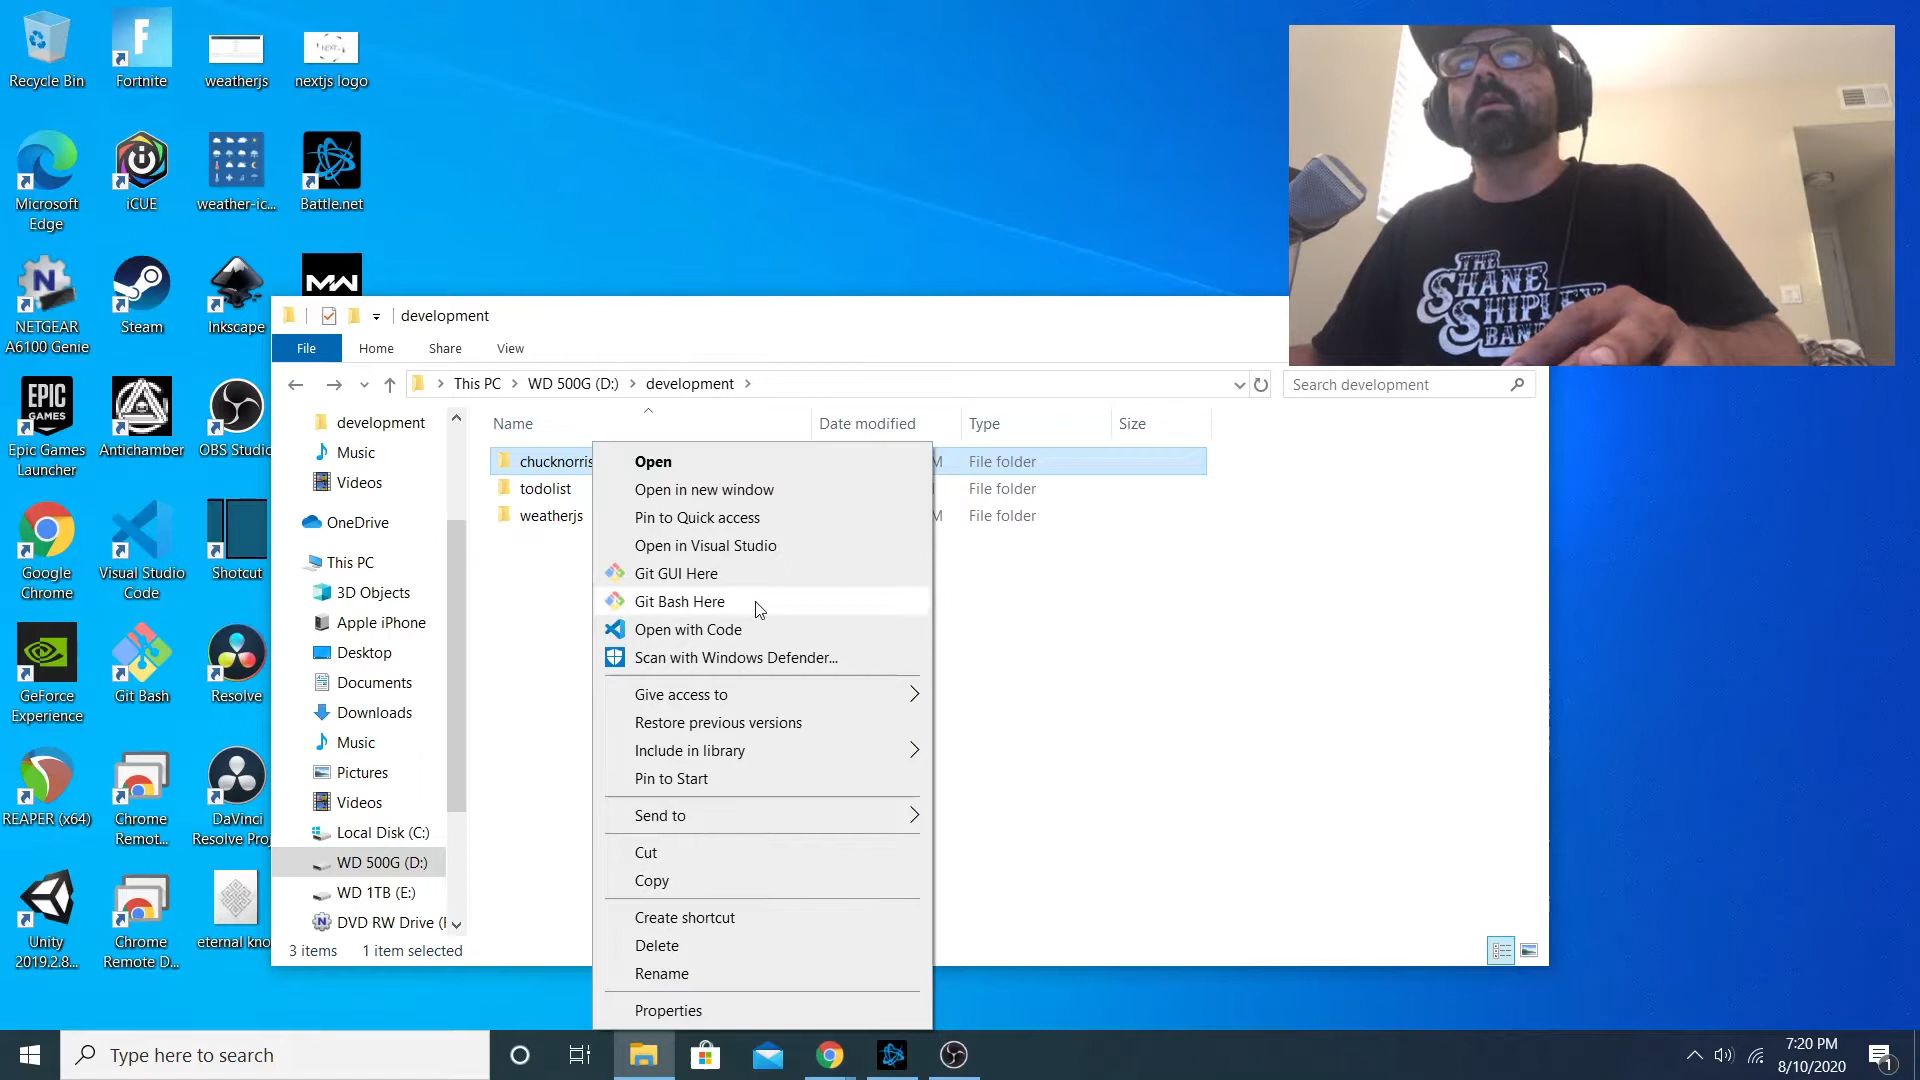 Recycle Bin
Fortnite
weatherjs
NEXT
nextjs logo
Microsoft
Edge
iCUE
weather-ic...
Battle.net
NETGEAR
A6100 Genie
Steam
Inkscape
MW
EPIC
GAMES
Epic Games
Launcher
Antichamber
OBS Studio
Google
Chrome
Visual Studio
Code
Shotcut
GeForce
Experience
Git Bash
Resolve
REAPER (x64)
Chrome
Remot...
DaVinci
Resolve Proj
Unity
2019.2.8...
Chrome
Remote D...
eternal kno
development
File
Home
Share
View
This PC
WD 500G (D:)
development
Search development
development
Music
Videos
OneDrive
This PC
3D Objects
Apple iPhone
Desktop
Documents
Downloads
Music
Pictures
Videos
Local Disk (C:)
WD 500G (D:)
WD 1TB (E:)
DVD RW Drive (
Name
Date modified
Type
Size
chucknorris
M
File folder
todolist
File folder
weatherjs
M
File folder
Open
Open in new window
Pin to Quick access
Open in Visual Studio
Git GUI Here
Git Bash Here
Open with Code
Scan with Windows Defender...
Give access to
Restore previous versions
Include in library
Pin to Start
Send to
Cut
Copy
Create shortcut
Delete
Rename
Properties
3 items
1 item selected
THE
SHANE
SHIPLEY
BAN
Type here to search
7:20 PM
8/10/2020
1